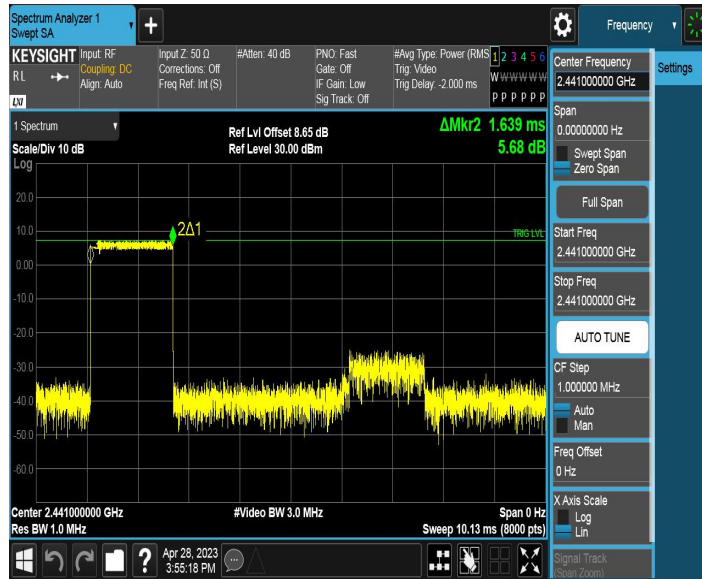 Spectrum Analyzer 1
Swept SA
+
Frequency
KEYSIGHT
RL
LXI
Input: RF
Coupling: DC
Align: Auto
Input Z: 50 Ω
Corrections: Off
Freq Ref: Int (S)
#Atten: 40 dB
PNO: Fast
Gate: Off
IF Gain: Low
Sig Track: Off
#Avg Type: Power (RMS
Trig: Video
Trig Delay: -2.000 ms
1 2 3 4 5 6
W W W W W W
P P P P P P
Center Frequency
2.441000000 GHz
Settings
Span
0.00000000 Hz
Swept Span
Zero Span
Full Span
Start Freq
2.441000000 GHz
Stop Freq
2.441000000 GHz
AUTO TUNE
CF Step
1.000000 MHz
Auto
Man
Freq Offset
0 Hz
X Axis Scale
Log
Lin
Signal Track
(Span Zoom)
1 Spectrum
Scale/Div 10 dB
Log
Ref Lvl Offset 8.65 dB
Ref Level 30.00 dBm
ΔMkr2 1.639 ms
5.68 dB
20.0
10.0
0.00
-10.0
-20.0
-30.0
-40.0
-50.0
-60.0
2Δ1
TRIG LVL
Center 2.441000000 GHz
Res BW 1.0 MHz
#Video BW 3.0 MHz
Span 0 Hz
Sweep 10.13 ms (8000 pts)
?
Apr 28, 2023
3:55:18 PM